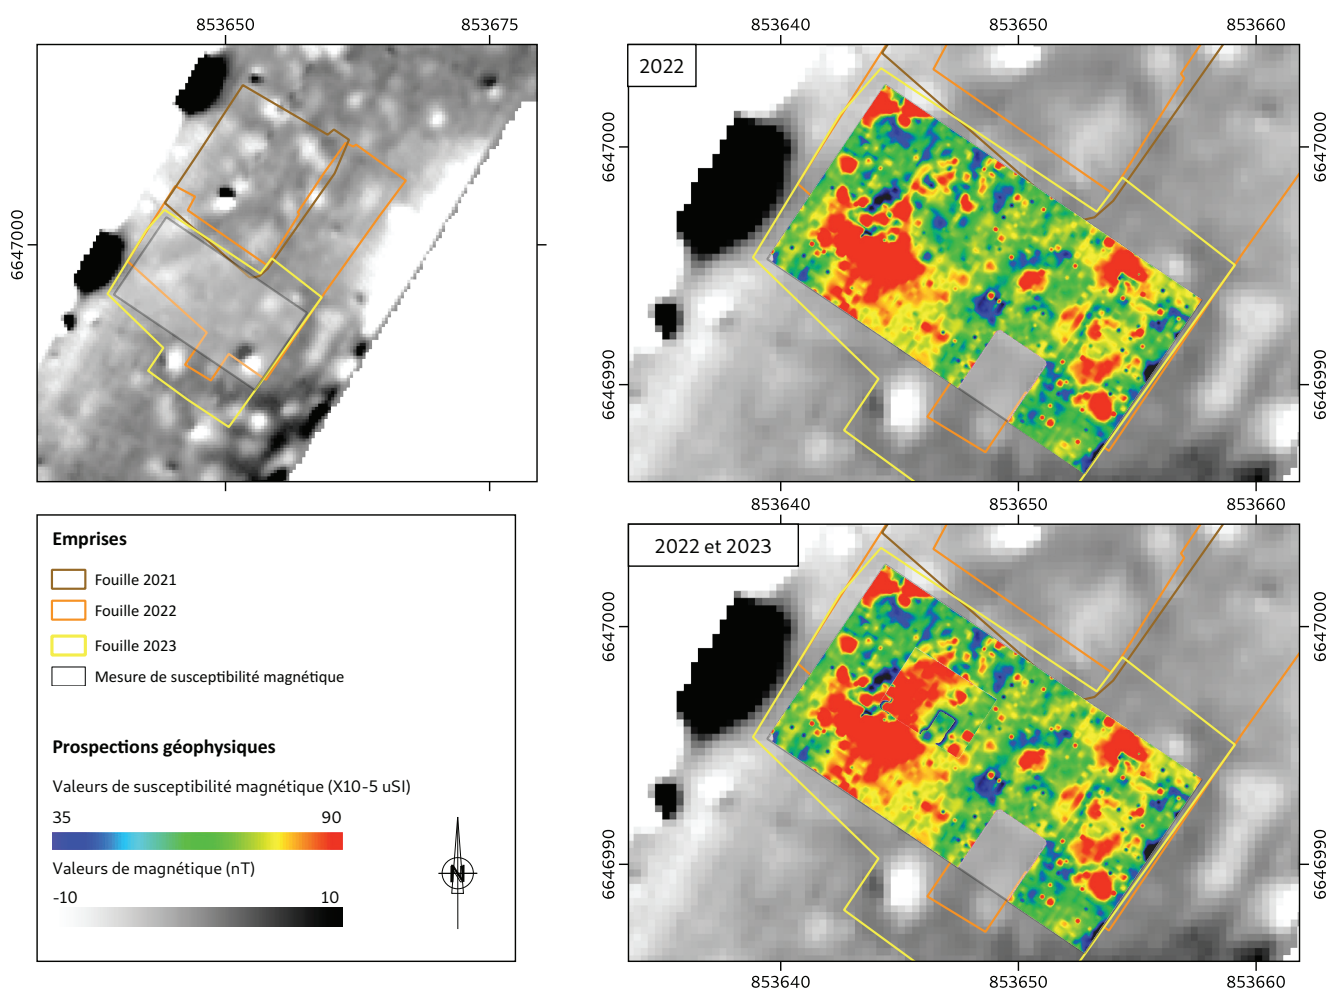 853650
853675
6647000
853640
853650
853660
2022
6647000
6646990
853640
853650
853660
2022 et 2023
6647000
6646990
6647000
6646990
853640
853650
853660
Emprises
Fouille 2021
Fouille 2022
Fouille 2023
Mesure de susceptibilité magnétique
Prospections géophysiques
Valeurs de susceptibilité magnétique (X10-5 uSI)
35
90
Valeurs de magnétique (nT)
-10
10
N